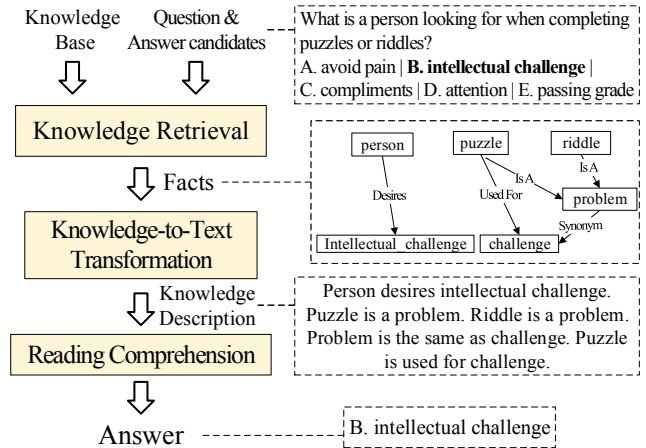 Knowledge
Base
Question &
Answer candidates
What is a person looking for when completing
puzzles or riddles?
A. avoid pain | B. intellectual challenge |
C. compliments | D. attention | E. passing grade
Knowledge Retrieval
Facts
person
puzzle
riddle
Desires
Used For
Is A
Is A
problem
Synonym
Intellectual_challenge
challenge
Knowledge-to-Text
Transformation
Knowledge
Description
Person desires intellectual challenge.
Puzzle is a problem. Riddle is a problem.
Problem is the same as challenge. Puzzle
is used for challenge.
Reading Comprehension
Answer
B. intellectual challenge